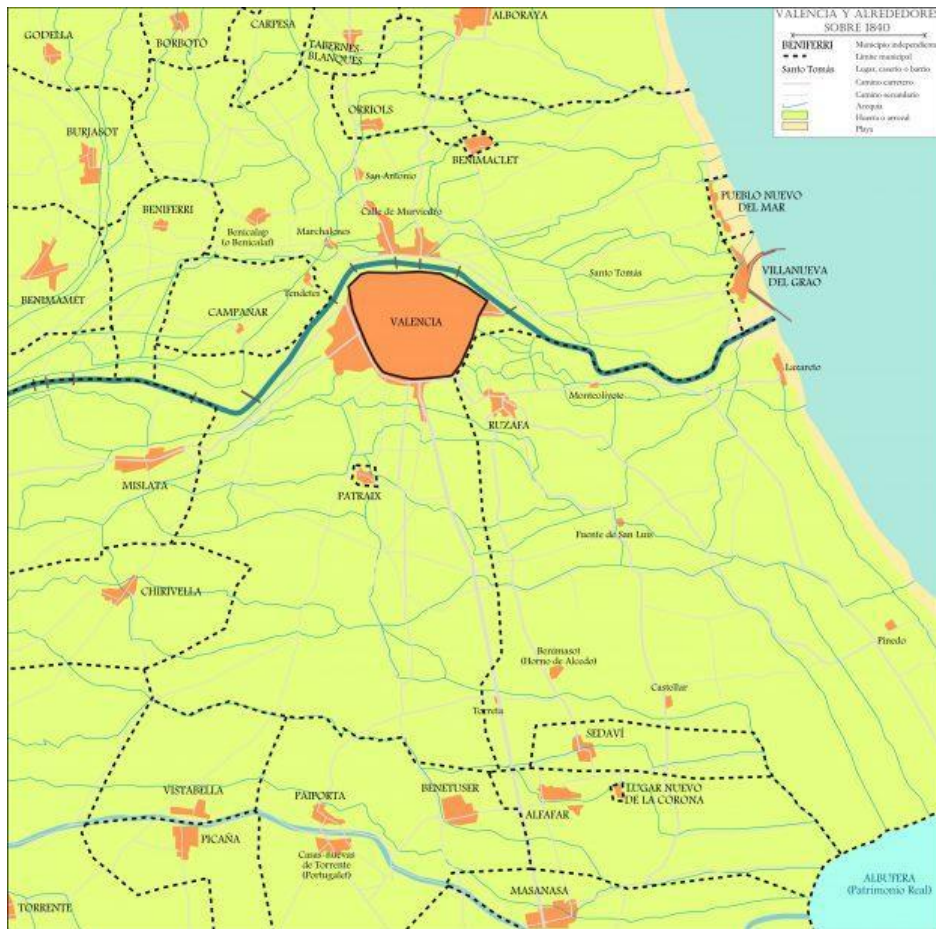 VALENCIA Y ALREDEDORES
SOBRE 1840
BENIFERRI Municipio independiente
Límite municipal
Santo Tomás Lugar, caserío o barrio
Camino carretero
Camino secundario
Acequia
Huerta o arrozal
Playa
GODELLA
BORBOTÓ
CARPESA
TABERNES-
BLANQUES
ALBORAYA
BURJASOT
ORRIOLS
BENIMACLET
San Antonio
BENIFERRI
Benicalap
(o Benicalaf)
Marchalenes
Calle de Murviedro
PUEBLO NUEVO
DEL MAR
BENIMAMET
Tendetes
CAMPANAR
Santo Tomás
VILLANUEVA
DEL GRAO
VALENCIA
Lazareto
Monteolivete
RUZAFA
MISLATA
PATRAIX
Fuente de San Luis
CHIRIVELLA
Pinedo
Benimasot
(Horno de Alcedo)
Castellar
Torreta
SEDAVÍ
VISTABELLA
PAIPORTA
BENETUSER
ALFAFAR
LUGAR NUEVO
DE LA CORONA
PICAÑA
Casas nuevas
de Torrente
(Portugalet)
TORRENTE
MASANASA
ALBUFERA
(Patrimonio Real)